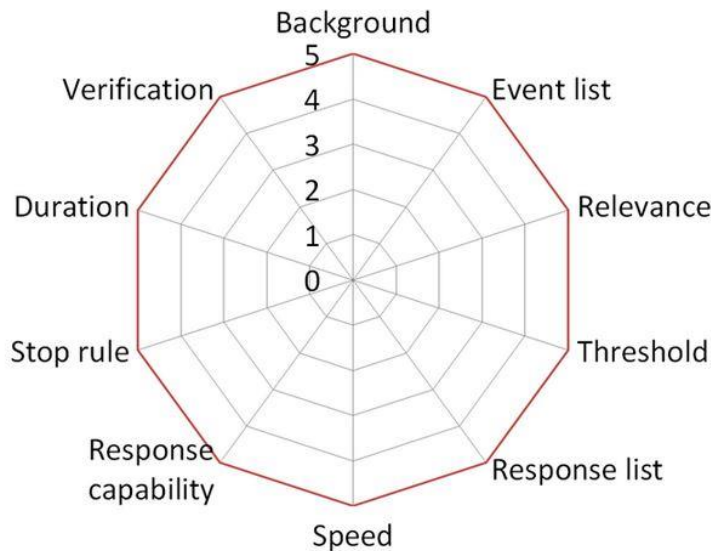 Background
5
Verification
Event list
4
3
Duration
2
Relevance
1
0
Stop rule
Threshold
Response
capability
Response list
Speed